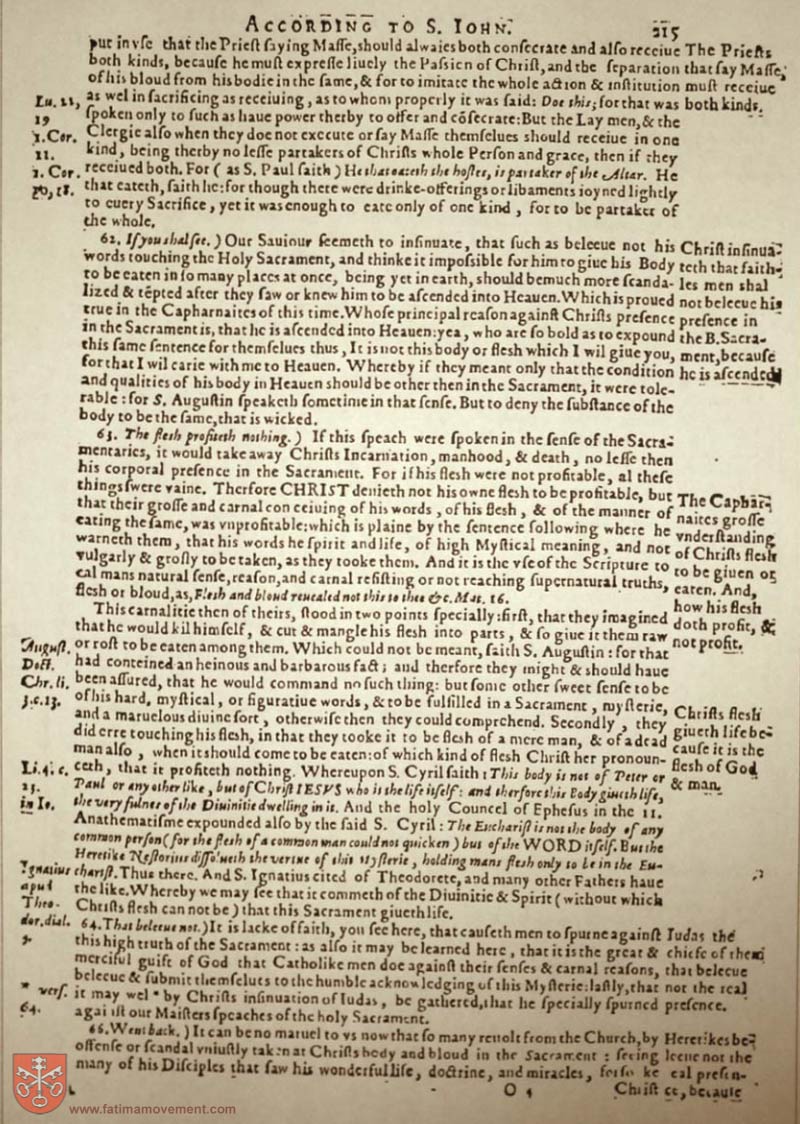 ACCORDING TO S. IOHN. 215
put in vſe that the Prieſt ſaying Maſſe, ſhould alwaies both conſecrate and alſo receiue
both kinds, becauſe he muſt expreſſe liuely the Paſsion of Chriſt, and the ſeparation
of his bloud from his bodie in the ſame, & for to imitate the whole action & inſtitution
as wel in ſacrificing as receiuing, as to whom properly it was ſaid: Doe this; for that was
ſpoken only to ſuch as haue power therby to offer and cōſecrate: But the Lay men, & the
Clergie alſo when they doe not execute or ſay Maſſe themſelues should receiue in one
kind, being therby no leſſe partakers of Chriſts whole Perſon and grace, then if they
receiued both. For ( as S. Paul ſaith ) He that eateth the hoſtes, is partaker of the Altar. He
that eateth, ſaith he: for though there were drinke-offerings or libaments ioyned lightly
to euery Sacrifice, yet it was enough to eate only of one kind, for to be partaker of
the whole.
The Prieſts
that ſay Maſſe,
muſt receiue
both kinds.
Lu. 22,
19
1. Cor.
11.
1. Cor.
10, 18.
62. If you shal ſee.) Our Sauiour ſeemeth to inſinuate, that ſuch as beleeue not his
words touching the Holy Sacrament, and thinke it impoſsible for him to giue his Body
to be eaten in ſo many places at once, being yet in earth, should be much more ſcanda-
lized & tēpted after they ſaw or knew him to be aſcended into Heauen. Which is proued
true in the Capharnaites of this time. Whoſe principal reaſon againſt Chriſts preſence
in the Sacrament is, that he is aſcended into Heauen: yea, who are ſo bold as to expound
this ſame ſentence for themſelues thus, It is not this body or fleſh which I wil giue you,
for that I wil carie with me to Heauen. Whereby if they meant only that the condition
and qualities of his body in Heauen should be other then in the Sacrament, it were tole-
rable: for S. Auguſtin ſpeaketh ſometime in that ſenſe. But to deny the ſubſtance of the
body to be the ſame, that is wicked.
Chriſt inſinua-
teth that faith-
les men shal
not beleeue his
preſence in
the B. Sacra-
ment, becauſe
he is aſcended
63. The flesh profiteth nothing.) If this ſpeach were ſpoken in the ſenſe of the Sacra-
mentaries, it would take away Chriſts Incarnation, manhood, & death, no leſſe then
his corporal preſence in the Sacrament. For if his flesh were not profitable, al theſe
things were vaine. Therfore CHRIST denieth not his owne flesh to be profitable, but
that their groſſe and carnal conceiuing of his words, of his flesh, & of the manner of
eating the ſame, was vnprofitable: which is plaine by the ſentence following where he
warneth them, that his words be ſpirit and life, of high Myſtical meaning, and not
vulgarly & groſly to be taken, as they tooke them. And it is the vſe of the Scripture to
cal mans natural ſenſe, reaſon, and carnal reſiſting or not reaching ſupernatural truths,
flesh or bloud, as, Flesh and bloud reuealed not this to thee &c. Mat. 16.
The Caphar-
naites groſſe
vnderſtanding
of Chriſts flesh
to be giuen or
eaten. And,
how his flesh
doth profit, &
not profit.
This carnalitie then of theirs, ſtood in two points ſpecially: firſt, that they imagined
that he would kil himſelf, & cut & mangle his flesh into parts, & ſo giue it them raw
or roſt to be eaten among them. Which could not be meant, ſaith S. Auguſtin: for that
had conteined an heinous and barbarous fact; and therfore they might & should haue
been aſſured, that he would command no ſuch thing: but ſome other ſweet ſenſe to be
of his hard, myſtical, or figuratiue words, & to be fulfilled in a Sacrament, myſterie,
and a maruelous diuine ſort, otherwiſe then they could comprehend. Secondly, they
did erre touching his flesh, in that they tooke it to be flesh of a mere man, & of a dead
man alſo, when it should come to be eaten: of which kind of flesh Chriſt her pronoun-
ceth, that it profiteth nothing. Whereupon S. Cyril ſaith: This body is not of Peter or
Paul or any other like, but of Chriſt IESVS who is the life itſelf: and therfore this Body giueth life,
the very fulnes of the Diuinitie dwelling in it. And the holy Councel of Epheſus in the 11.
Anathematiſme expounded alſo by the ſaid S. Cyril: The Euchariſt is not the body of any
common perſon (for the flesh of a common man could not quicken) but of the WORD itſelf. But the
Heretike Neſtorius diſſolueth the vertue of this Myſterie, holding mans flesh only to be in the Eu-
chariſt. Thus there. And S. Ignatius cited of Theodorete, and many other Fathers haue
the like. Whereby we may ſee that it commeth of the Diuinitie & Spirit (without which
Chriſts flesh can not be) that this Sacrament giueth life.
Auguſt.
Doct.
Chr. li.
3. c. 13.
Li. 4. c.
in Io.
Ignatius
apud
Theo-
dor. dial.
Chriſts flesh
giueth life be-
cauſe it is the
flesh of God
& man.
64. That beleeue not.) It is lacke of faith, you ſee here, that cauſeth men to ſpurne againſt
this high truth of the Sacrament: as alſo it may be learned here, that it is the great &
merciful guift of God that Catholike men doe againſt their ſenſes & carnal reaſons,
beleeue & ſubmit themſelues to the humble acknowledging of this Myſterie: laſtly, that
it may wel * by Chriſts inſinuation of Iudas, be gathered, that he ſpecially ſpurned
againſt our Maiſters ſpeaches of the holy Sacrament.
* verſ.
64.
Iudas the
chiefe of them
that beleeue
not the real
preſence.
66. Went back.) It can be no maruel to vs now that ſo many reuolt from the Church, by
offenſe or ſcandal vniuſtly taken at Chriſts body and bloud in the Sacrament: ſeeing
many of his Diſciples that ſaw his wonderful life, doctrine, and miracles,
Heretikes be-
leeue not the
real preſen-
ce, becauſe
O 4 Chriſt
www.fatimamovement.com